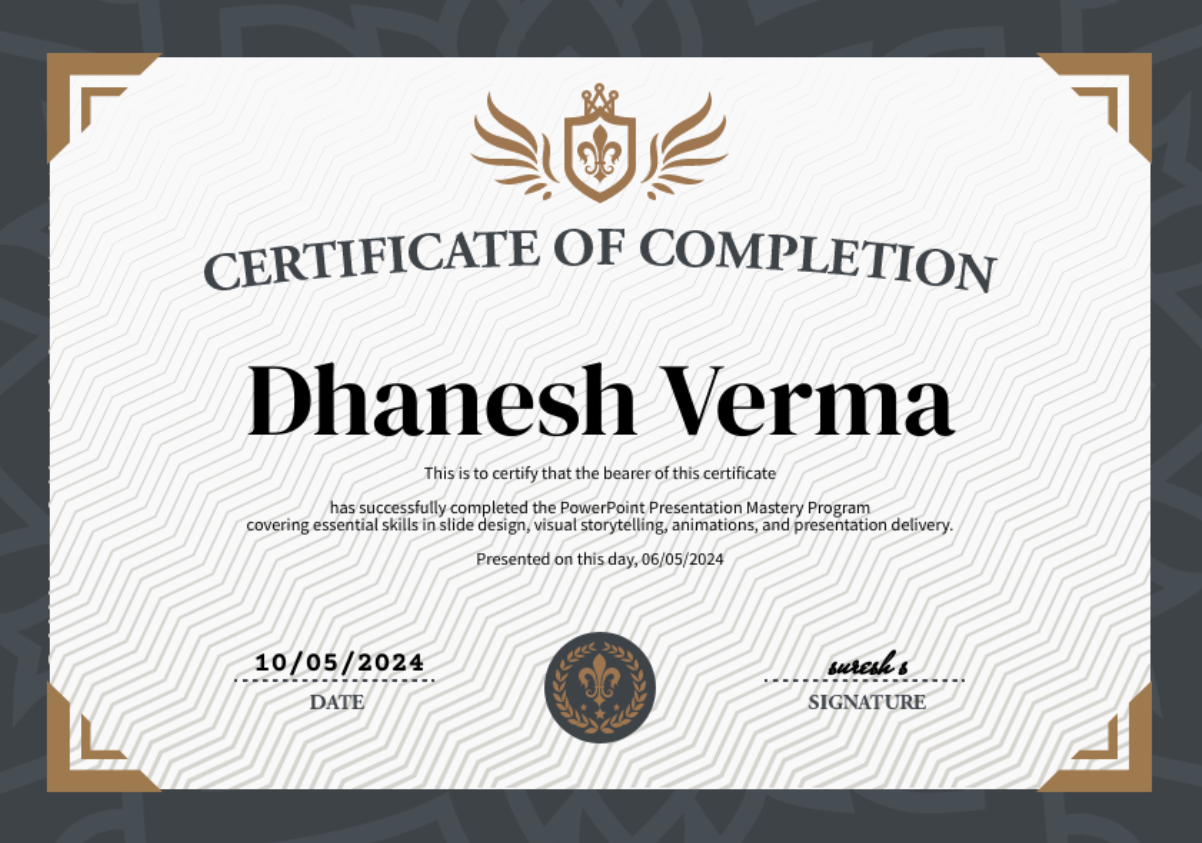 CERTIFICATE OF COMPLETION
Dhanesh Verma
This is to certify that the bearer of this certificate
has successfully completed the PowerPoint Presentation Mastery Program
covering essential skills in slide design, visual storytelling, animations, and presentation delivery.
Presented on this day, 06/05/2024
10/05/2024
DATE
suresh s
SIGNATURE